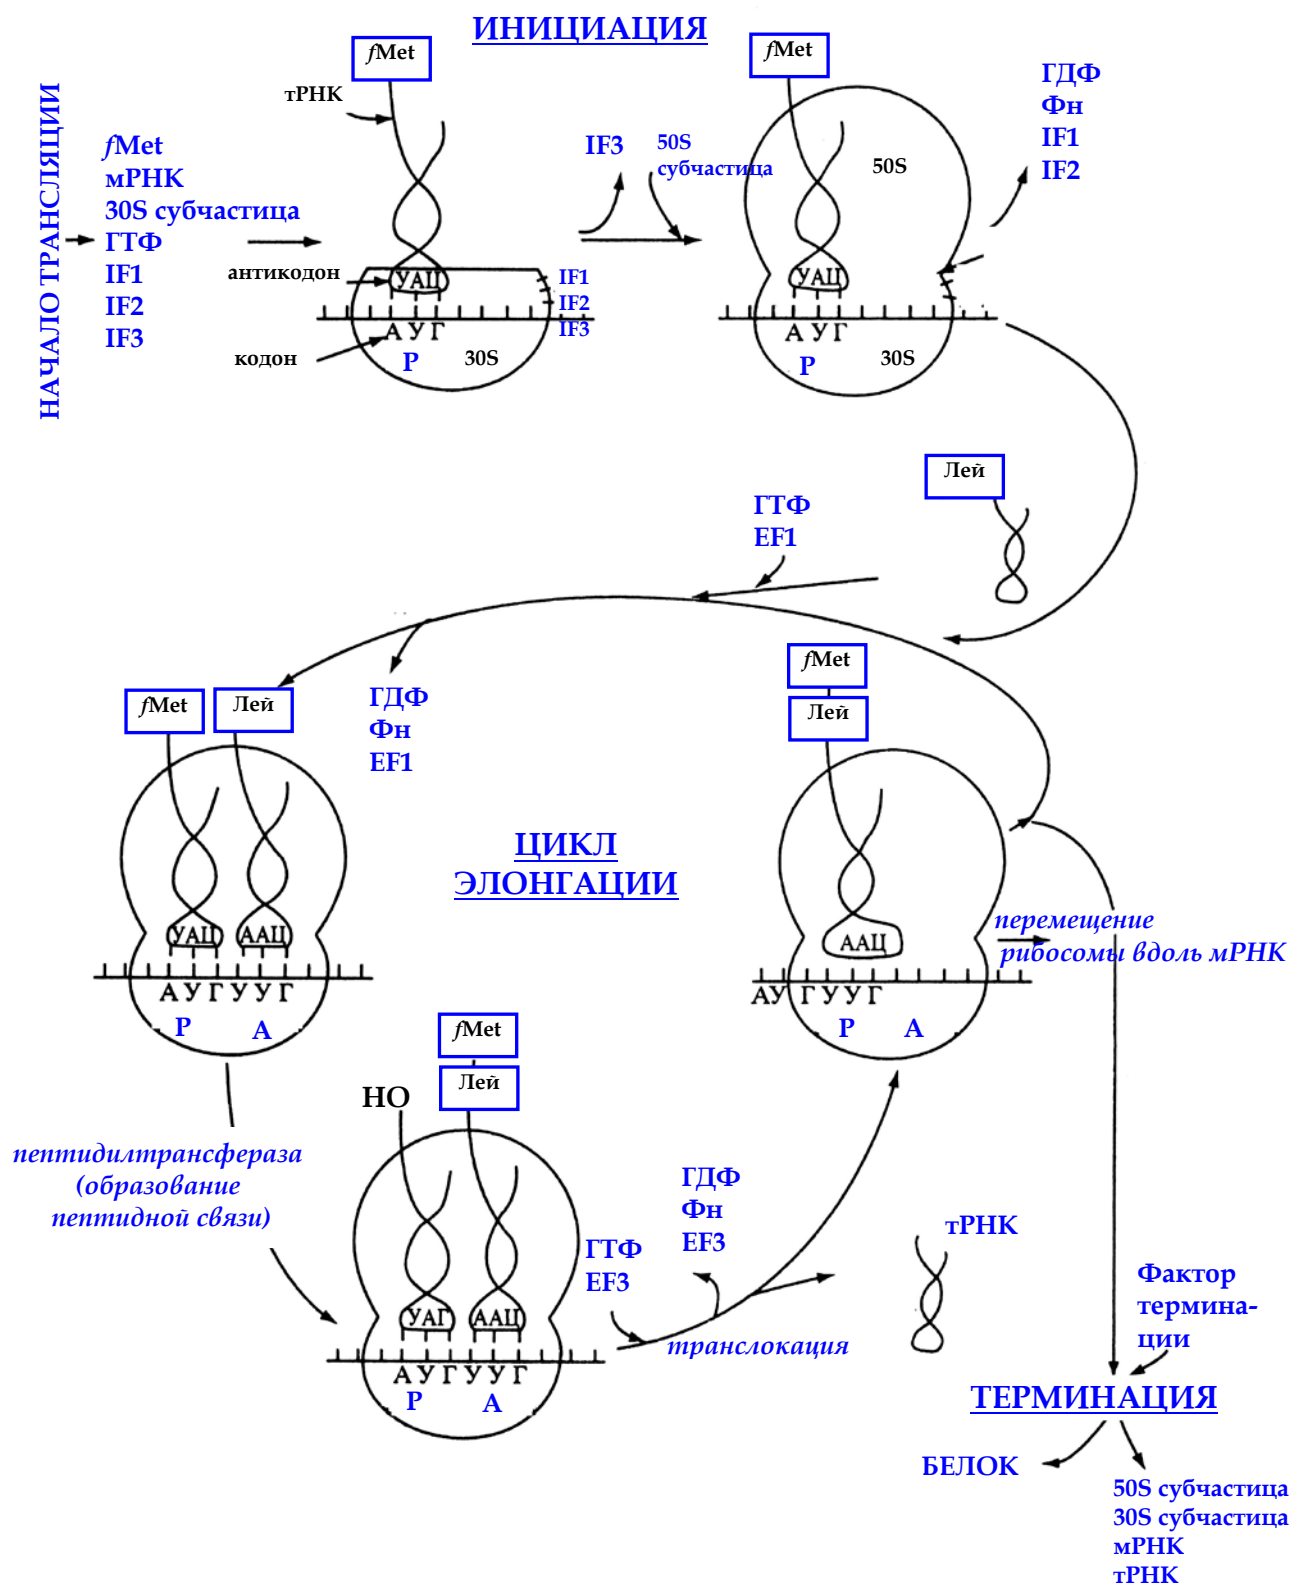 ИНИЦИАЦИЯ
НАЧАЛО ТРАНСЛЯЦИИ
fMet
мРНК
30S субчастица
ГТФ
IF1
IF2
IF3
fMet
тРНК
антикодон
УАЦ
кодон
АУГ
Р
30S
IF1
IF2
IF3
IF3
50S
субчастица
fMet
50S
УАЦ
АУГ
Р
30S
ГДФ
Фн
IF1
IF2
Лей
ГТФ
EF1
ГДФ
Фн
EF1
fMet
Лей
УАЦ
ААЦ
АУГУУГ
Р
А
ЦИКЛ
ЭЛОНГАЦИИ
fMet
Лей
ААЦ
АУГУУГ
Р
А
перемещение
рибосомы вдоль мРНК
пептидилтрансфераза
(образование
пептидной связи)
fMet
Лей
НО
УАГ
ААЦ
АУГУУГ
Р
А
ГТФ
EF3
ГДФ
Фн
EF3
транслокация
тРНК
Фактор
термина-
ции
ТЕРМИНАЦИЯ
БЕЛОК
50S субчастица
30S субчастица
мРНК
тРНК